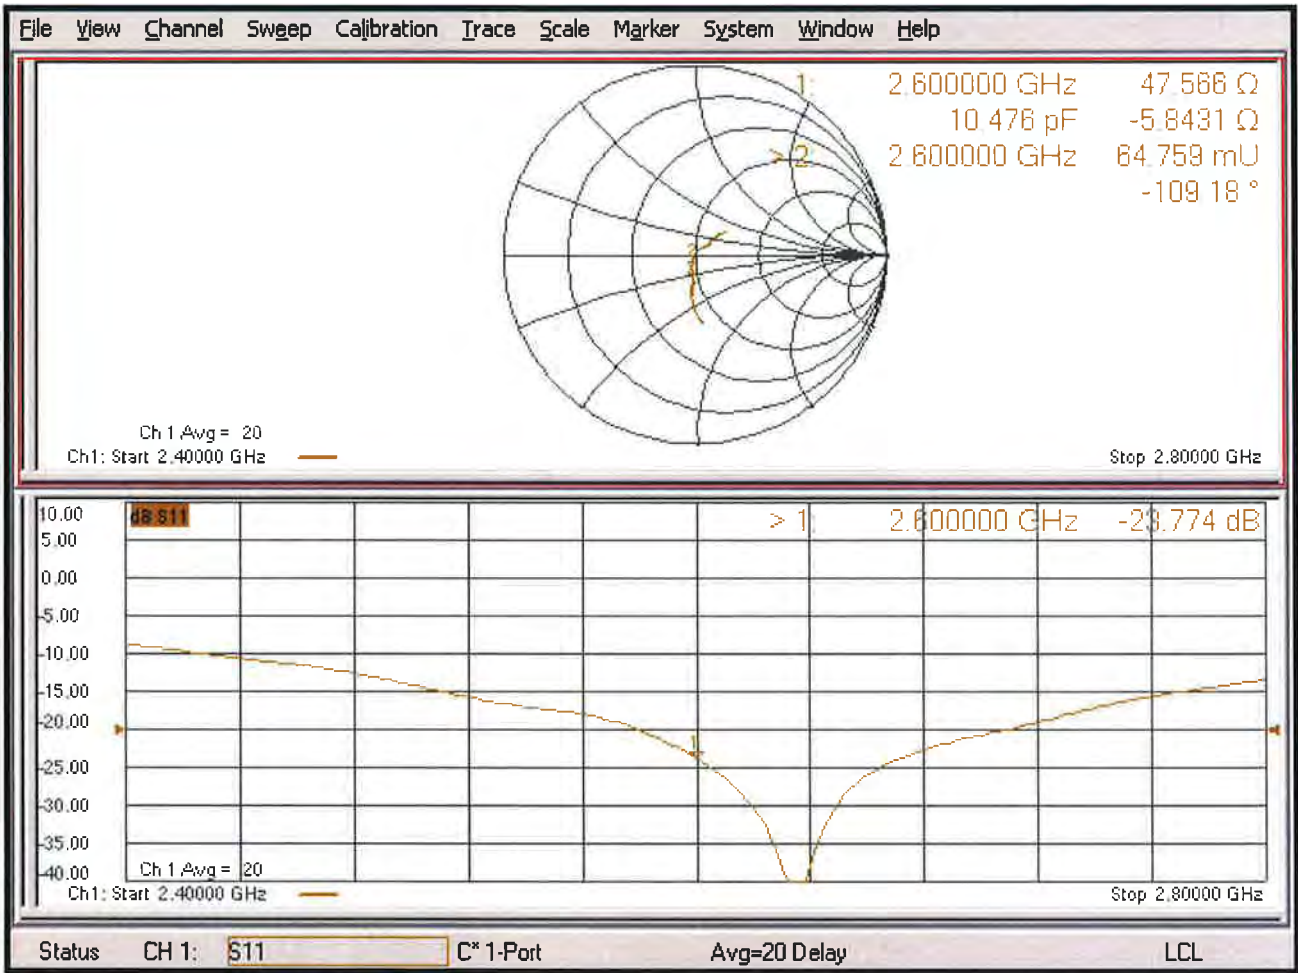 File View Channel Sweep Calibration Trace Scale Marker System Window Help
1: 2.600000 GHz 47.566 Ω
10.476 pF -5.8431 Ω
> 2: 2.600000 GHz 64.759 mU
-109.18 °
Ch 1 Avg = 20
Ch1: Start 2.40000 GHz
Stop 2.80000 GHz
10.00
dB S11
> 1: 2.600000 GHz -23.774 dB
5.00
0.00
-5.00
-10.00
-15.00
-20.00
1
-25.00
-30.00
-35.00
-40.00
Ch 1 Avg = 20
Ch1: Start 2.40000 GHz
Stop 2.80000 GHz
Status CH 1: S11 C* 1-Port Avg=20 Delay LCL